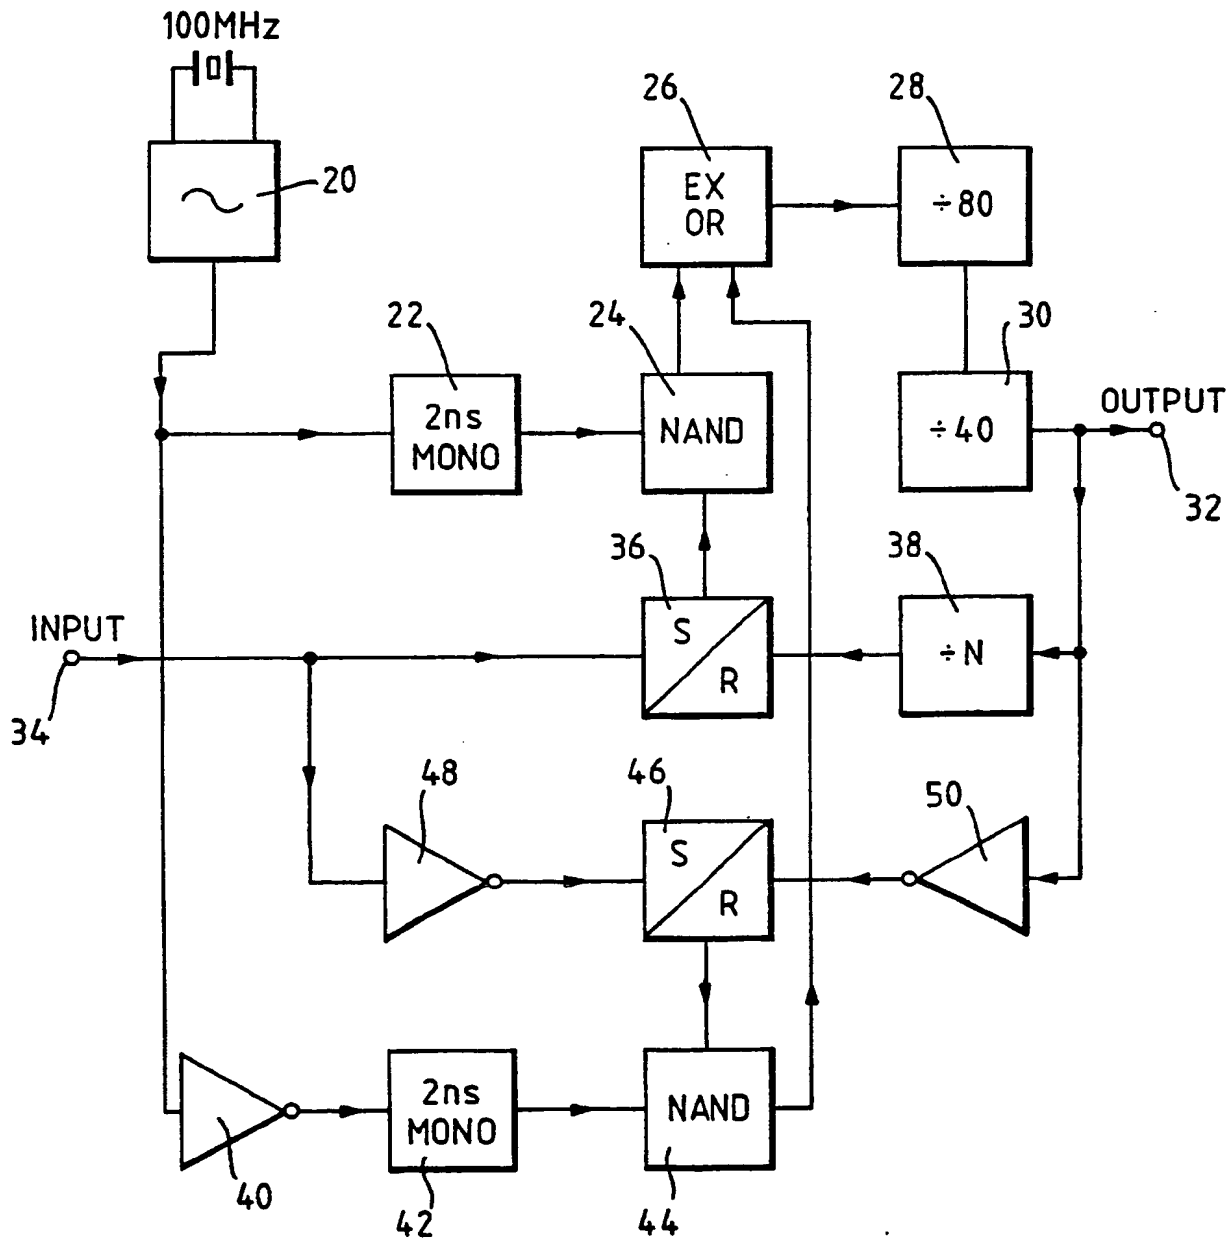 100MHz
26
28
EX
OR
÷80
20
22
24
30
2ns
MONO
NAND
÷40
OUTPUT
32
36
38
INPUT
S
R
÷N
34
48
46
50
S
R
2ns
MONO
NAND
40
42
44